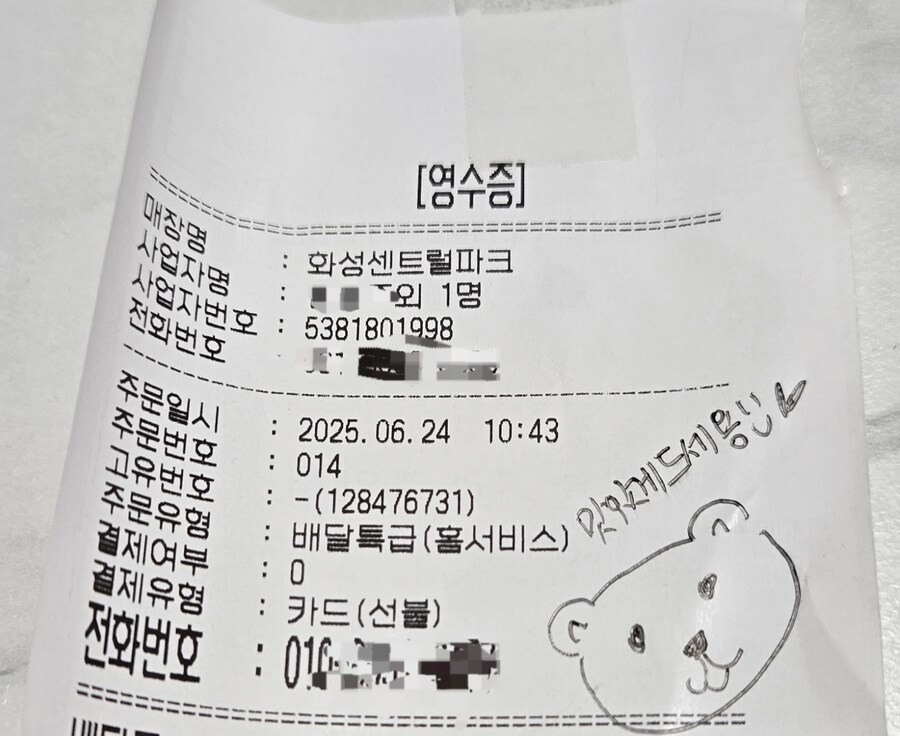 [영수증]
매장명 : 화성센트럴파크
사업자명 : 외 1명
사업자번호 : 5381801998
전화번호
주문일시 : 2025.06.24 10:43
주문번호 : 014
고유번호 : -(128476731)
주문유형 : 배달특급(홈서비스)
결제여부 : 0
결제유형 : 카드(선불)
전화번호 : 010
맛있게드세용